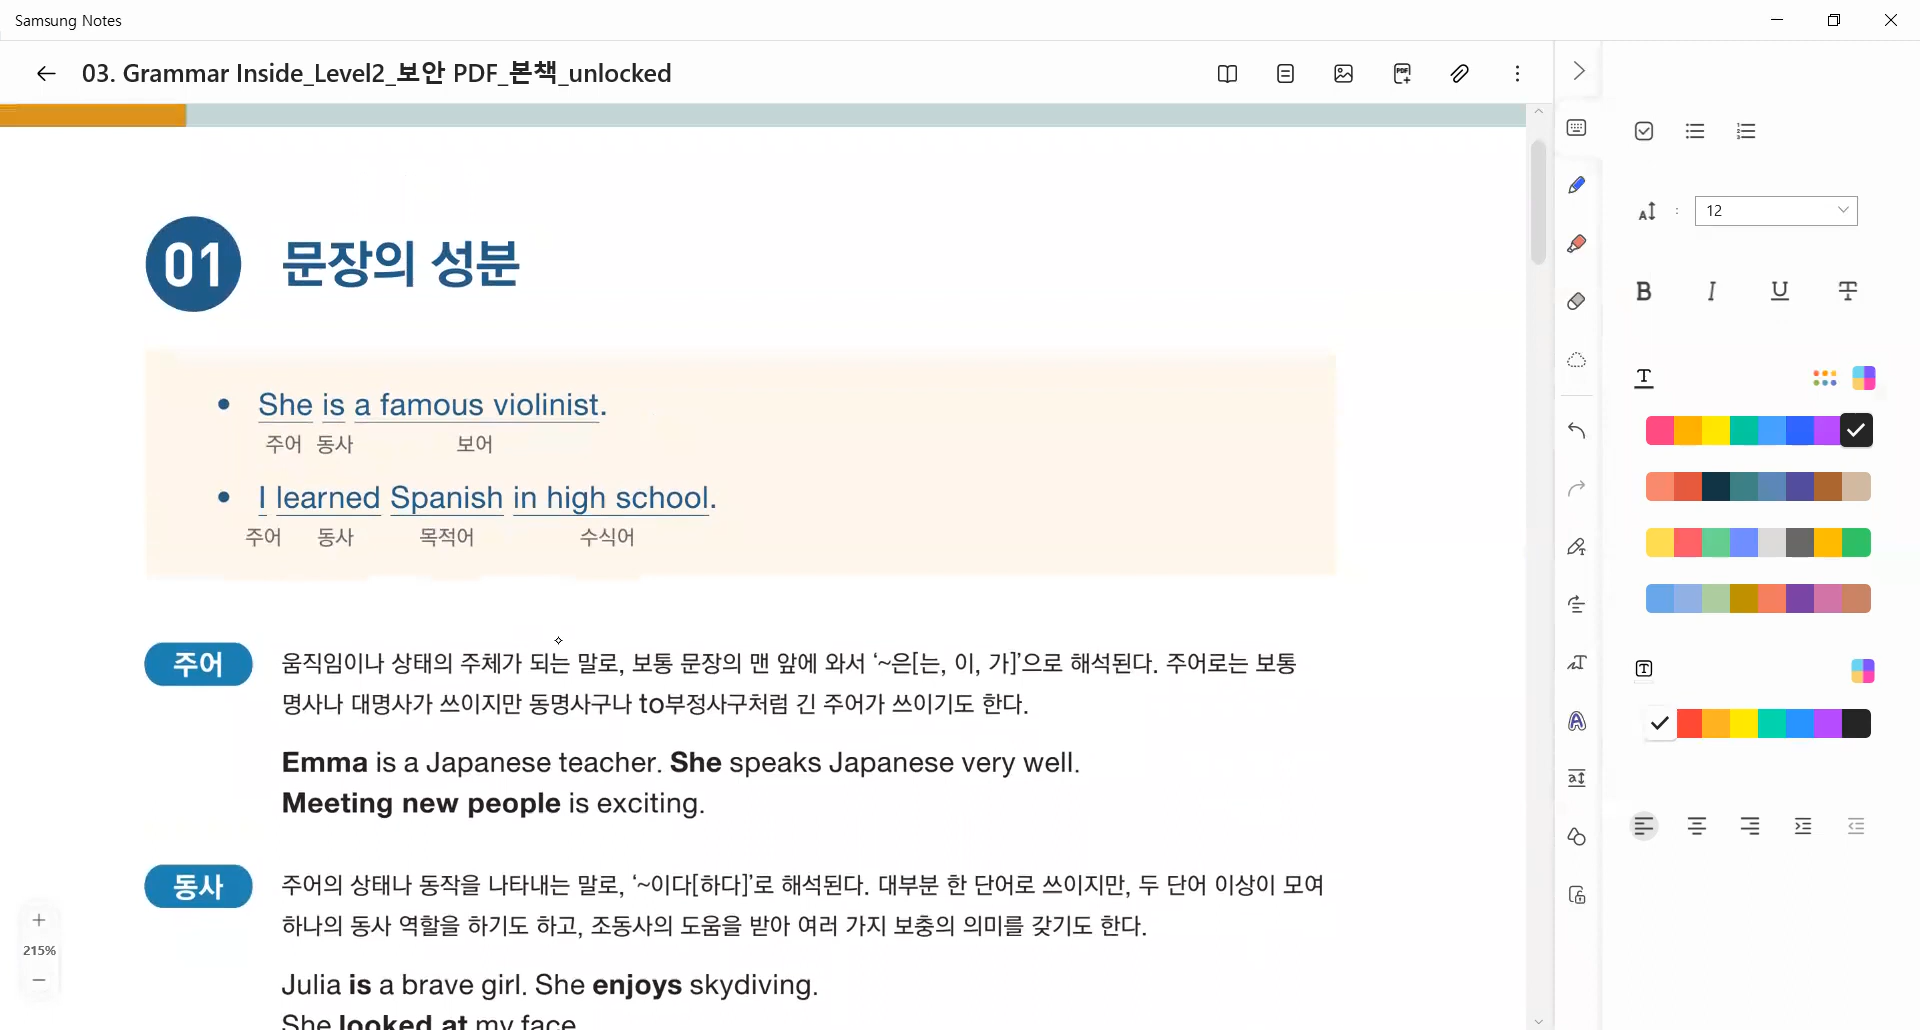 Samsung Notes
03. Grammar Inside_Level2_보안 PDF_본책_unlocked
01 문장의 성분
She is a famous violinist.
주어 동사 보어
I learned Spanish in high school.
주어 동사 목적어 수식어
주어 움직임이나 상태의 주체가 되는 말로, 보통 문장의 맨 앞에 와서 ‘~은[는, 이, 가]’으로 해석된다. 주어로는 보통
명사나 대명사가 쓰이지만 동명사구나 to부정사구처럼 긴 주어가 쓰이기도 한다.
Emma is a Japanese teacher. She speaks Japanese very well.
Meeting new people is exciting.
동사 주어의 상태나 동작을 나타내는 말로, ‘~이다[하다]’로 해석된다. 대부분 한 단어로 쓰이지만, 두 단어 이상이 모여
하나의 동사 역할을 하기도 하고, 조동사의 도움을 받아 여러 가지 보충의 의미를 갖기도 한다.
Julia is a brave girl. She enjoys skydiving.
She looked at my face
215%
12